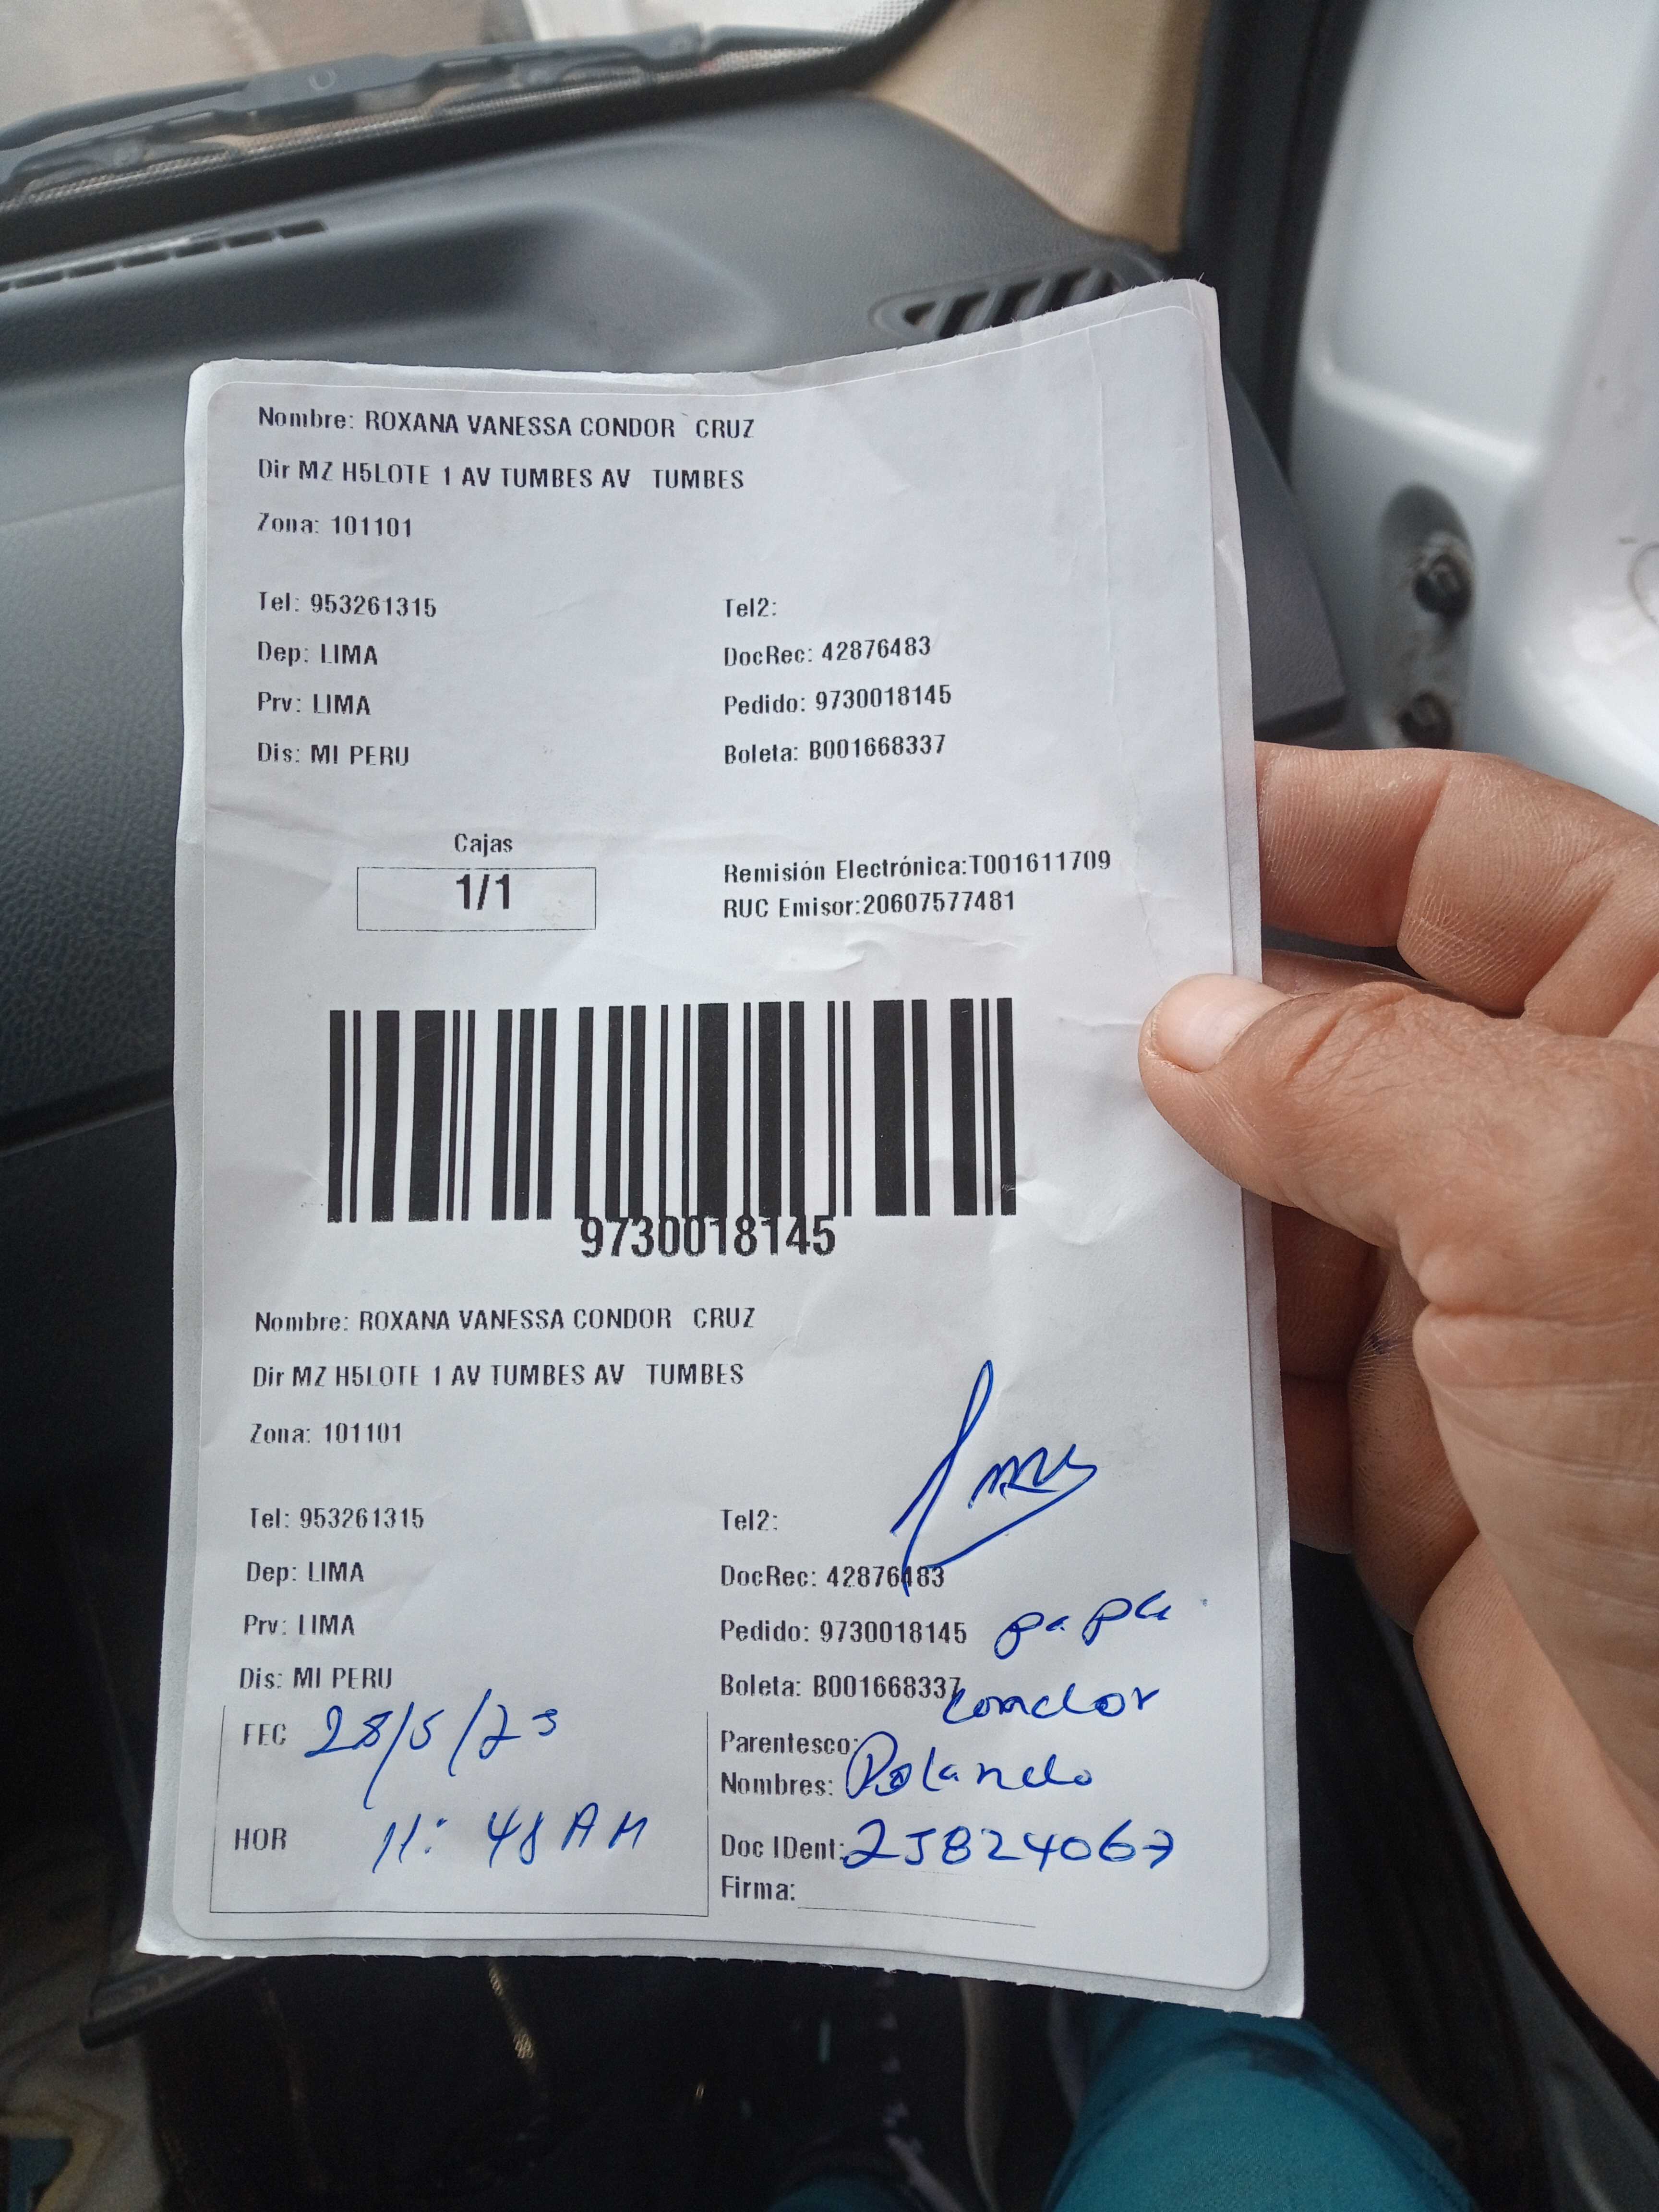 Nombre: ROXANA VANESSA CONDOR CRUZ
Dir MZ H5LOTE 1 AV TUMBES AV TUMBES
Zona: 101101
Tel: 953261315
Tel2:
Dep: LIMA
DocRec: 42876483
Prv: LIMA
Pedido: 9730018145
Dis: MI PERU
Boleta: B001668337
Cajas
1/1
Remisión Electrónica:T001611709
RUC Emisor:20607577481
9730018145
Nombre: ROXANA VANESSA CONDOR CRUZ
Dir MZ H5LOTE 1 AV TUMBES AV TUMBES
Zona: 101101
Tel: 953261315
Tel2:
Dep: LIMA
DocRec: 42876483
Prv: LIMA
Pedido: 9730018145
papa
Dis: MI PERU
Boleta: B001668337
condor
FEC 28/5/23
Parentesco:
Nombres: Rolando
HOR 11:48 AM
Doc IDent: 25824067
Firma: